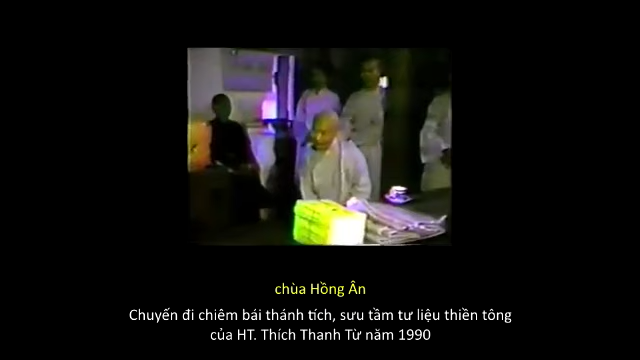 chùa Hồng Ân
Chuyến đi chiêm bái thánh tích, sưu tầm tư liệu thiền tông
của HT. Thích Thanh Từ năm 1990